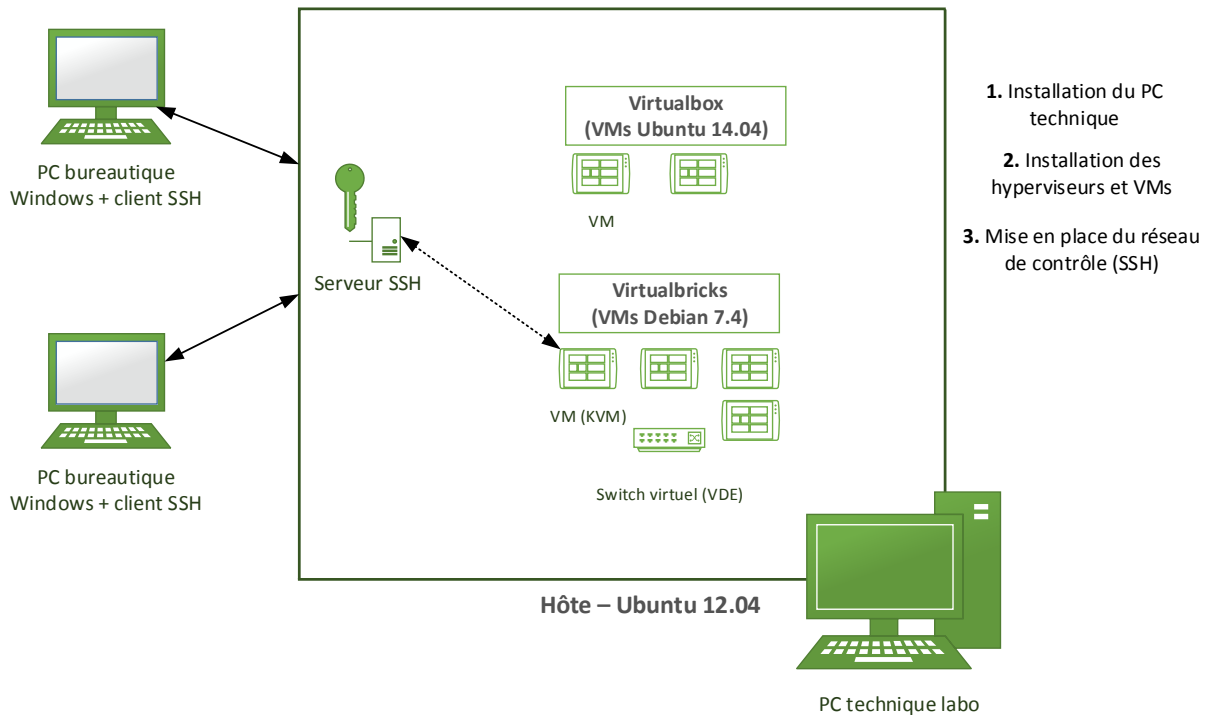 PC bureautique
Windows + client SSH
PC bureautique
Windows + client SSH
Serveur SSH
Virtualbox
(VMs Ubuntu 14.04)
VM
Virtualbricks
(VMs Debian 7.4)
VM (KVM)
Switch virtuel (VDE)
Hôte – Ubuntu 12.04
PC technique labo
1. Installation du PC
technique
2. Installation des
hyperviseurs et VMs
3. Mise en place du réseau
de contrôle (SSH)